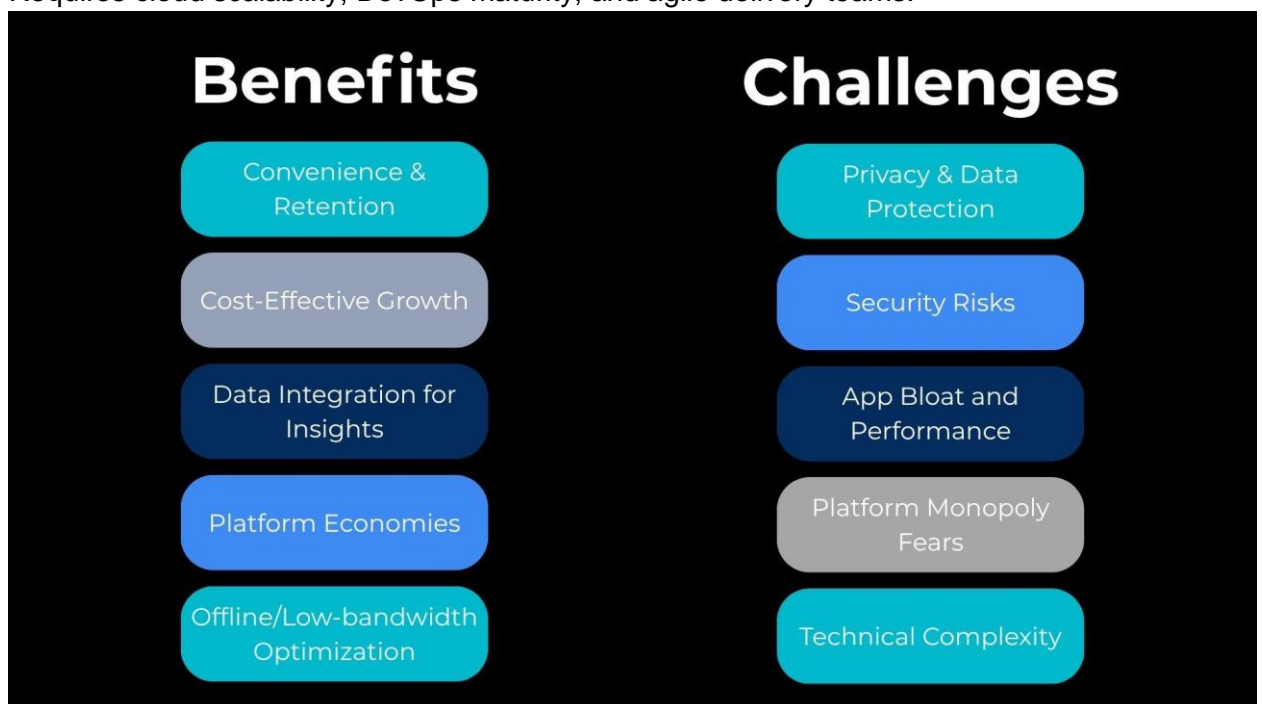 Requires cloud scalability, DevOps maturity, and agile delivery teams.
Benefits
Convenience &
Retention
Cost-Effective Growth
Data Integration for
Insights
Platform Economies
Offline/Low-bandwidth
Optimization
Challenges
Privacy & Data
Protection
Security Risks
App Bloat and
Performance
Platform Monopoly
Fears
Technical Complexity